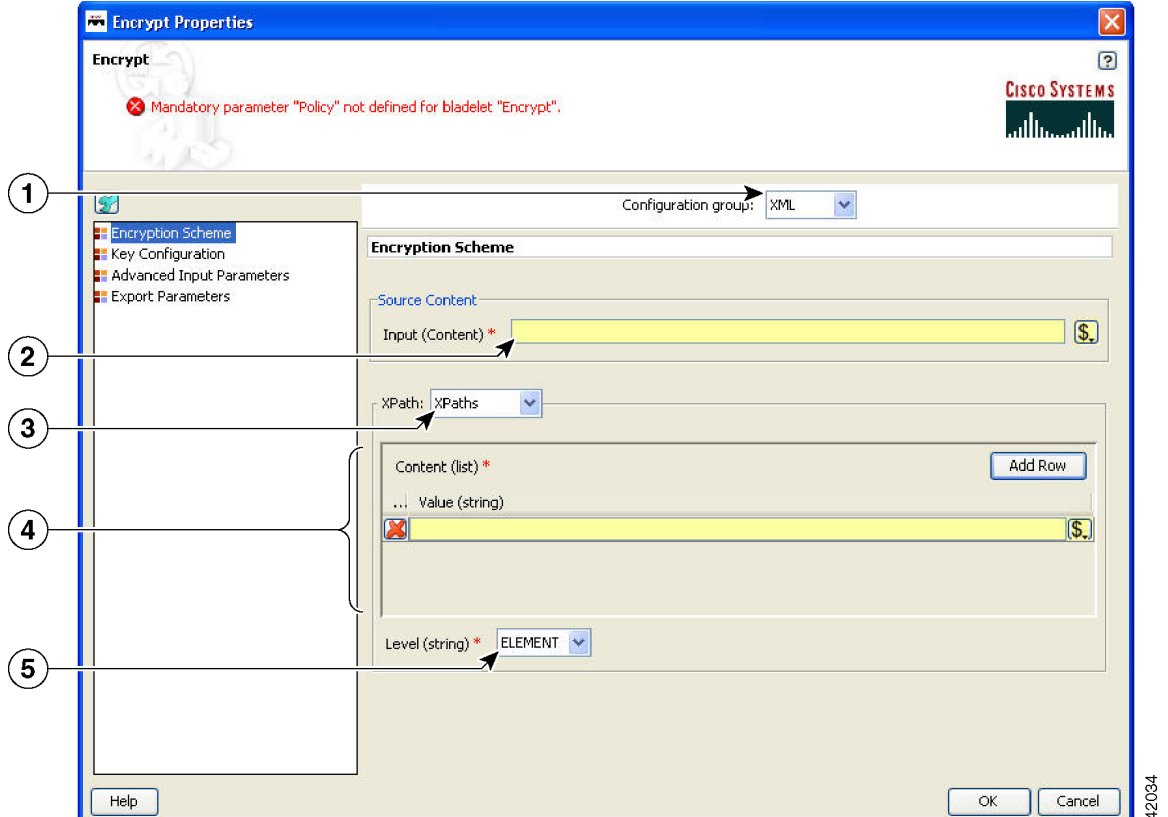 Encrypt Properties
Encrypt
?
Mandatory parameter "Policy" not defined for bladelet "Encrypt".
CISCO SYSTEMS
1
Configuration group: XML
Encryption Scheme
Key Configuration
Advanced Input Parameters
Export Parameters
Encryption Scheme
Source Content
2
Input (Content) *
$
3
XPath: XPaths
Content (list) *
Add Row
... Value (string)
4
$
Level (string) * ELEMENT
5
Help
OK
Cancel
42034